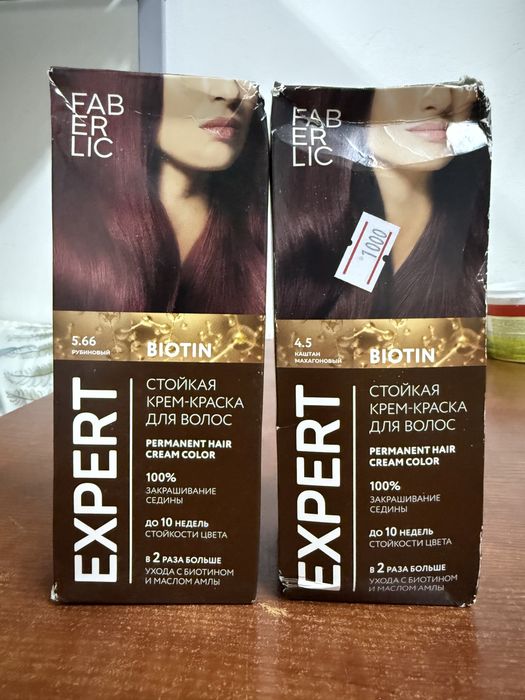 FAB
ER
LIC
5.66
РУБИНОВЫЙ
BIOTIN
EXPERT
СТОЙКАЯ
КРЕМ-КРАСКА
ДЛЯ ВОЛОС
PERMANENT HAIR
CREAM COLOR
100%
ЗАКРАШИВАНИЕ
СЕДИНЫ
ДО 10 НЕДЕЛЬ
СТОЙКОСТИ ЦВЕТА
В 2 РАЗА БОЛЬШЕ
УХОДА С БИОТИНОМ
И МАСЛОМ АМЛЫ
FAB
ER
LIC
1000
4.5
КАШТАН
МАХАГОНОВЫЙ
BIOTIN
EXPERT
СТОЙКАЯ
КРЕМ-КРАСКА
ДЛЯ ВОЛОС
PERMANENT HAIR
CREAM COLOR
100%
ЗАКРАШИВАНИЕ
СЕДИНЫ
ДО 10 НЕДЕЛЬ
СТОЙКОСТИ ЦВЕТА
В 2 РАЗА БОЛЬШЕ
УХОДА С БИОТИНОМ
И МАСЛОМ АМЛЫ